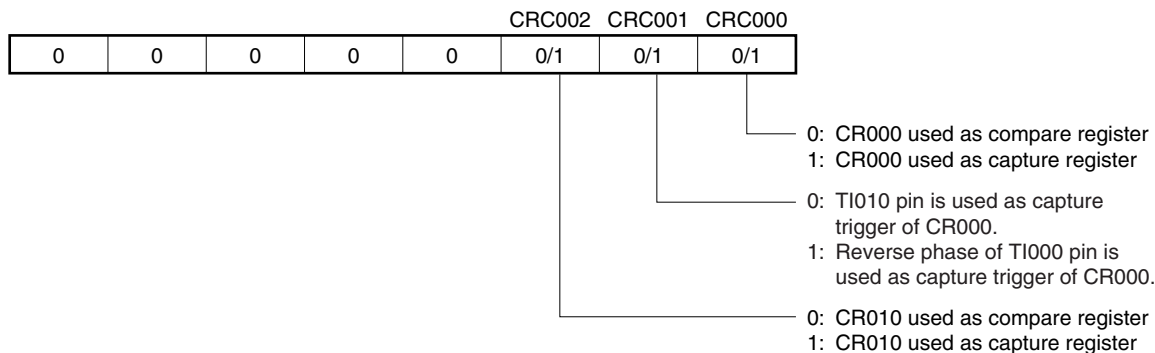 CRC002 CRC001 CRC000
0 0 0 0 0 0/1 0/1 0/1
0: CR000 used as compare register
1: CR000 used as capture register
0: TI010 pin is used as capture
trigger of CR000.
1: Reverse phase of TI000 pin is
used as capture trigger of CR000.
0: CR010 used as compare register
1: CR010 used as capture register